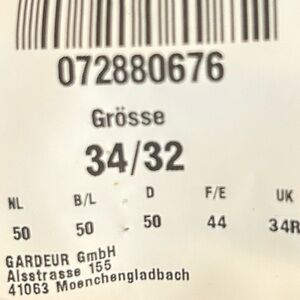 072880676
Grösse
34/32
NL B/L D F/E UK
50 50 50 44 34R
GARDEUR GmbH
Alsstrasse 155
41063 Moenchengladbach